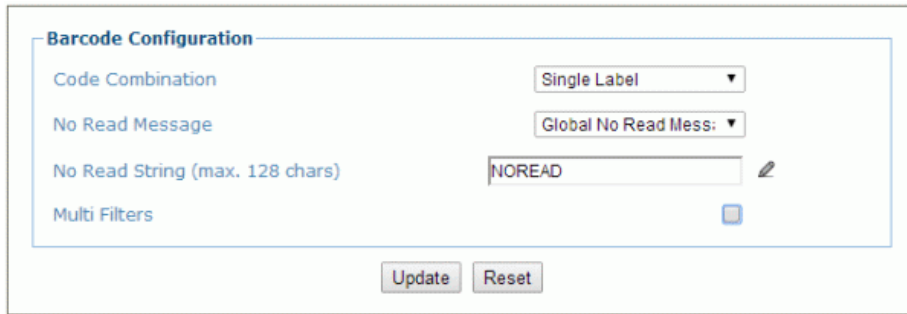 Barcode Configuration
Code Combination Single Label
No Read Message Global No Read Mess
No Read String (max. 128 chars) NOREAD
Multi Filters
Update Reset